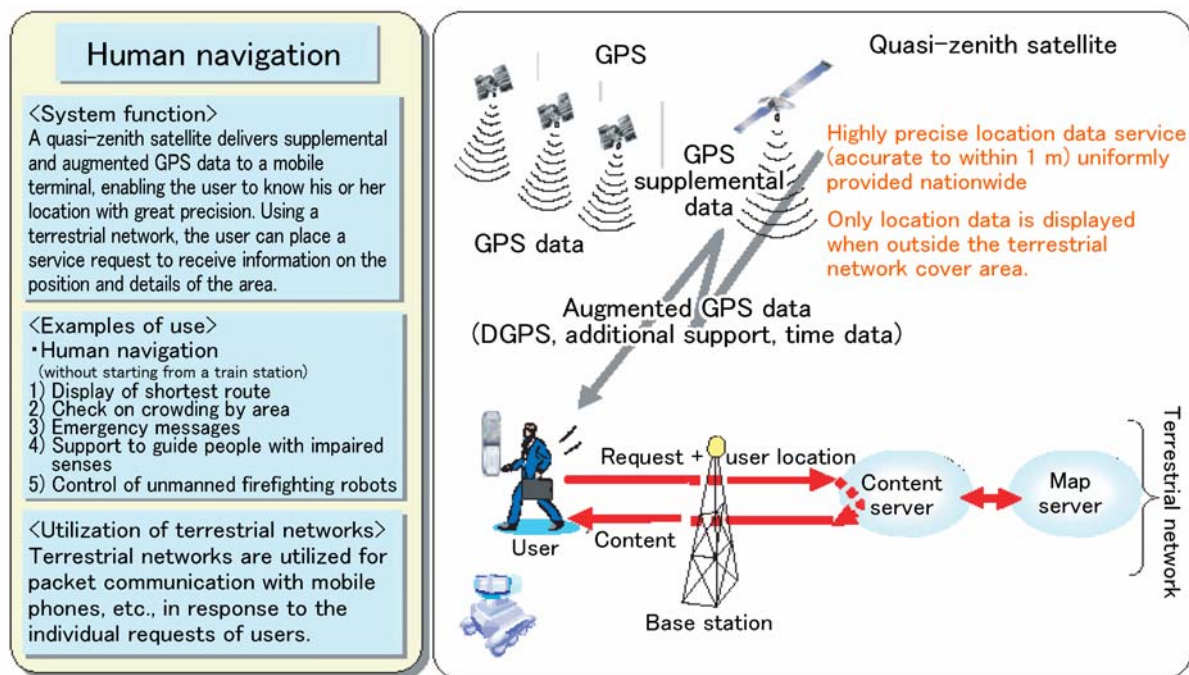 Human navigation
<System function>
A quasi-zenith satellite delivers supplemental
and augmented GPS data to a mobile
terminal, enabling the user to know his or her
location with great precision. Using a
terrestrial network, the user can place a
service request to receive information on the
position and details of the area.
<Examples of use>
・Human navigation
(without starting from a train station)
1) Display of shortest route
2) Check on crowding by area
3) Emergency messages
4) Support to guide people with impaired
senses
5) Control of unmanned firefighting robots
<Utilization of terrestrial networks>
Terrestrial networks are utilized for
packet communication with mobile
phones, etc., in response to the
individual requests of users.
GPS
Quasi-zenith satellite
Highly precise location data service
(accurate to within 1 m) uniformly
provided nationwide
Only location data is displayed
when outside the terrestrial
network cover area.
GPS
supplemental
data
GPS data
Augmented GPS data
(DGPS, additional support, time data)
Request + user location
Content
server
Map
server
Terrestrial network
Content
User
Base station